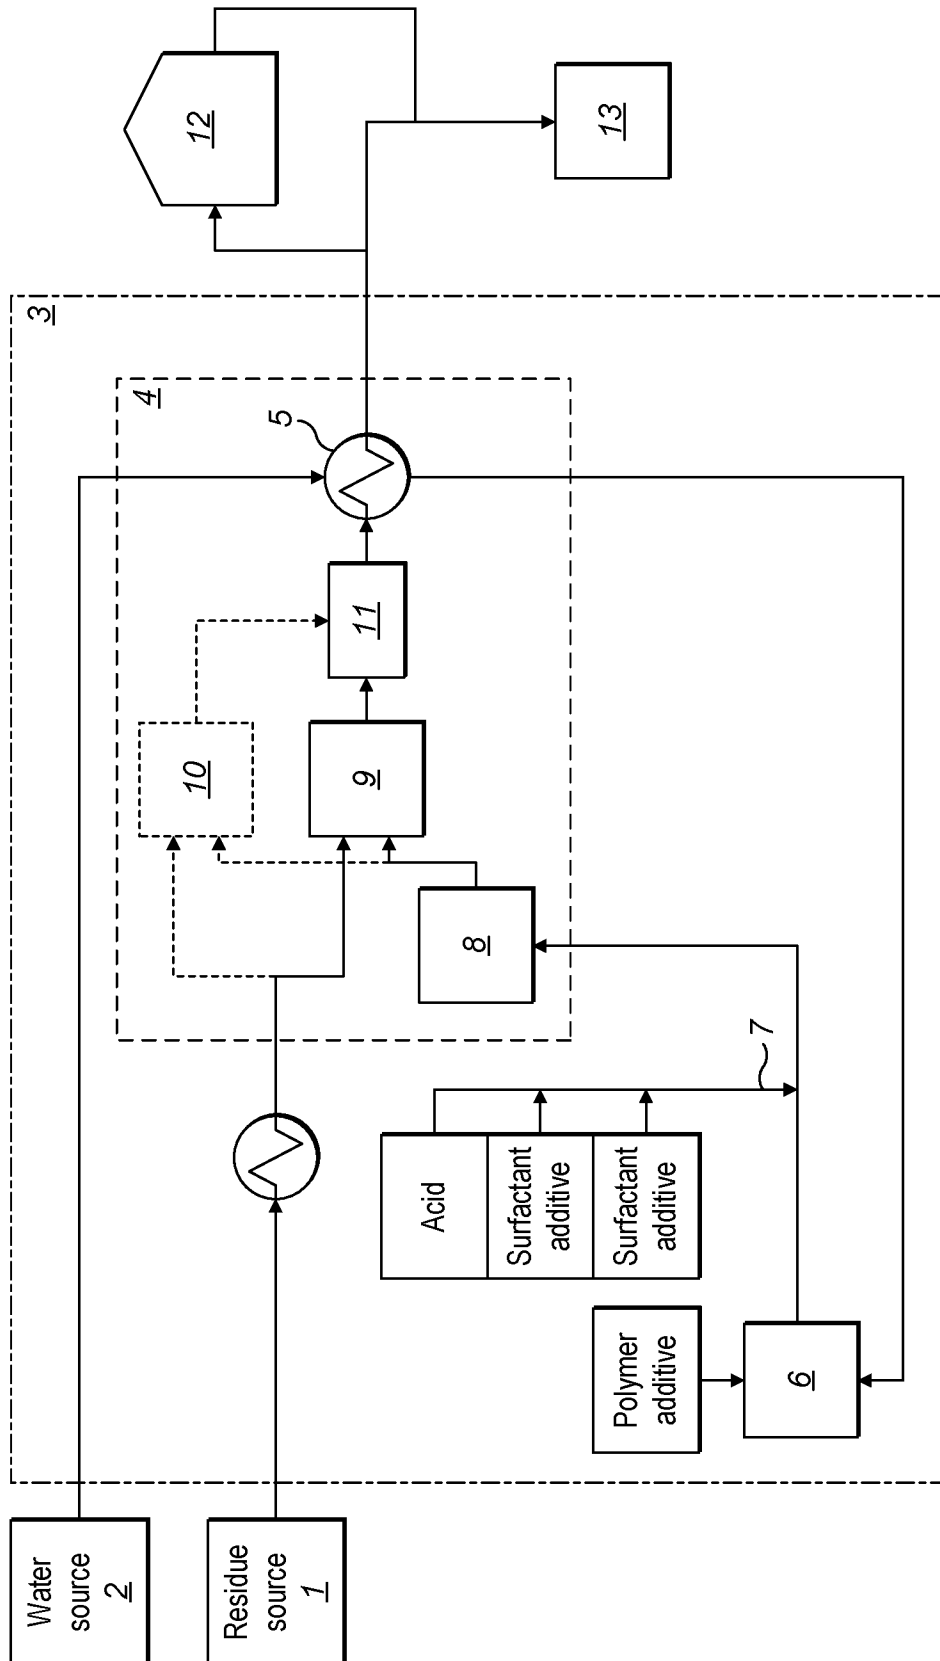 Water
source
2
Residue
source
1
3
4
5
Polymer
additive
6
Acid
Surfactant
additive
Surfactant
additive
7
8
9
10
11
12
13